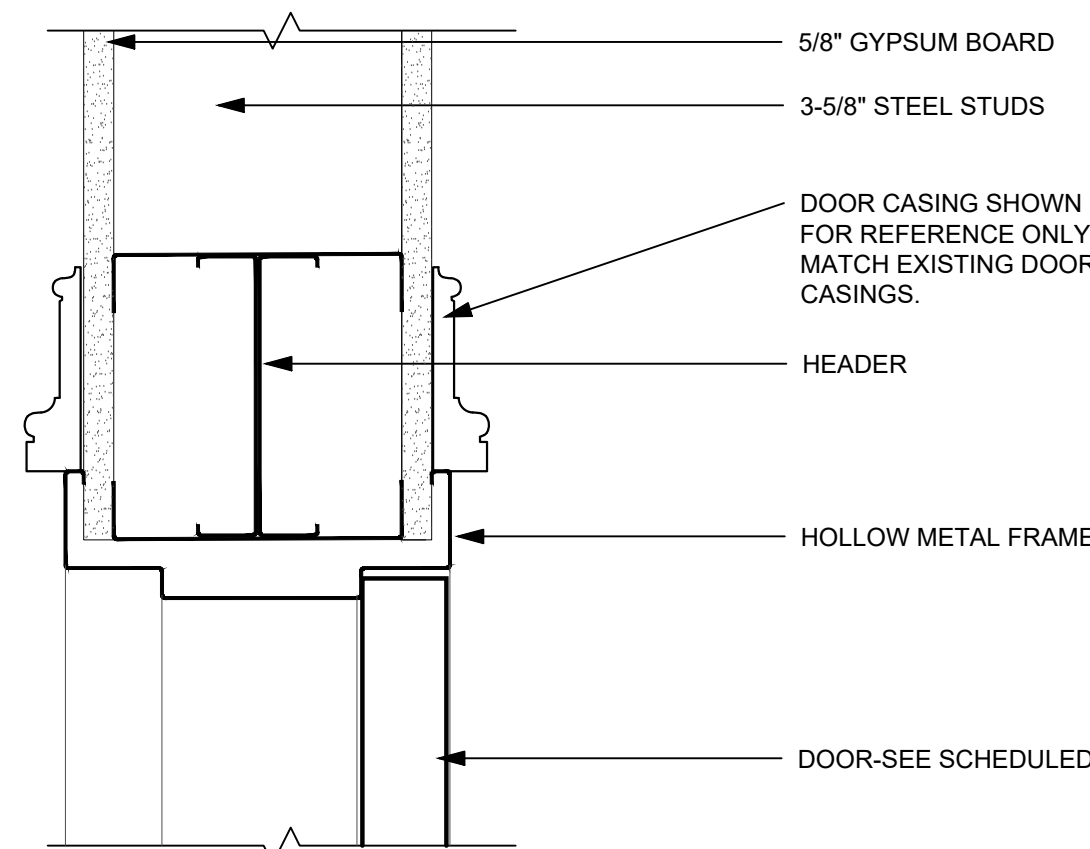 5/8" GYPSUM BOARD
3-5/8" STEEL STUDS
DOOR CASING SHOWN
FOR REFERENCE ONLY
MATCH EXISTING DOOR
CASINGS.
HEADER
HOLLOW METAL FRAME
DOOR-SEE SCHEDULED